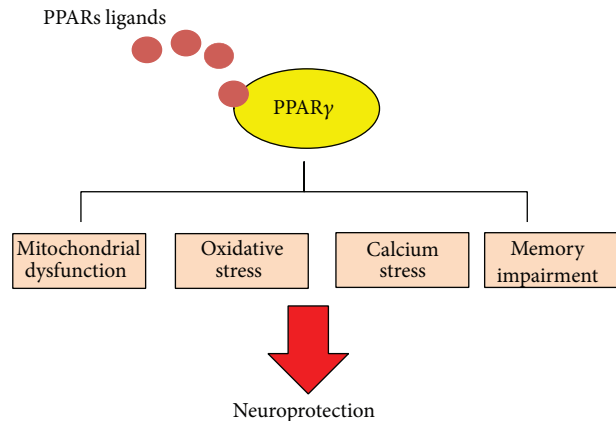 PPARs ligands
PPARγ
Mitochondrial
dysfunction
Oxidative
stress
Calcium
stress
Memory
impairment
Neuroprotection